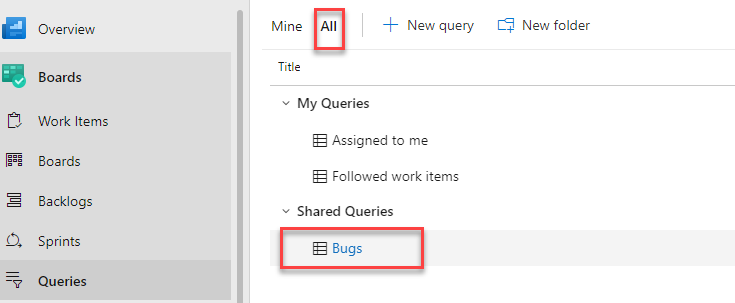 Overview
Boards
Work Items
Boards
Backlogs
Sprints
Queries
Mine All New query New folder
Title
My Queries
Assigned to me
Followed work items
Shared Queries
Bugs